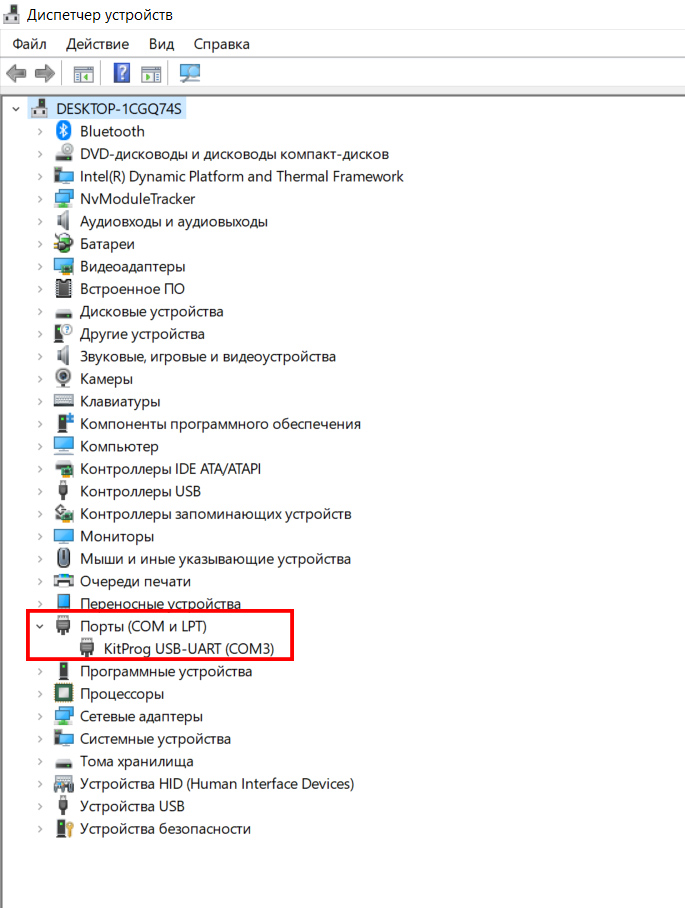 Диспетчер устройств
Файл Действие Вид Справка
DESKTOP-1CGQ74S
Bluetooth
DVD-дисководы и дисководы компакт-дисков
Intel(R) Dynamic Platform and Thermal Framework
NvModuleTracker
Аудиовходы и аудиовыходы
Батареи
Видеоадаптеры
Встроенное ПО
Дисковые устройства
Другие устройства
Звуковые, игровые и видеоустройства
Камеры
Клавиатуры
Компоненты программного обеспечения
Компьютер
Контроллеры IDE ATA/ATAPI
Контроллеры USB
Контроллеры запоминающих устройств
Мониторы
Мыши и иные указывающие устройства
Очереди печати
Переносные устройства
Порты (COM и LPT)
KitProg USB-UART (COM3)
Программные устройства
Процессоры
Сетевые адаптеры
Системные устройства
Тома хранилища
Устройства HID (Human Interface Devices)
Устройства USB
Устройства безопасности